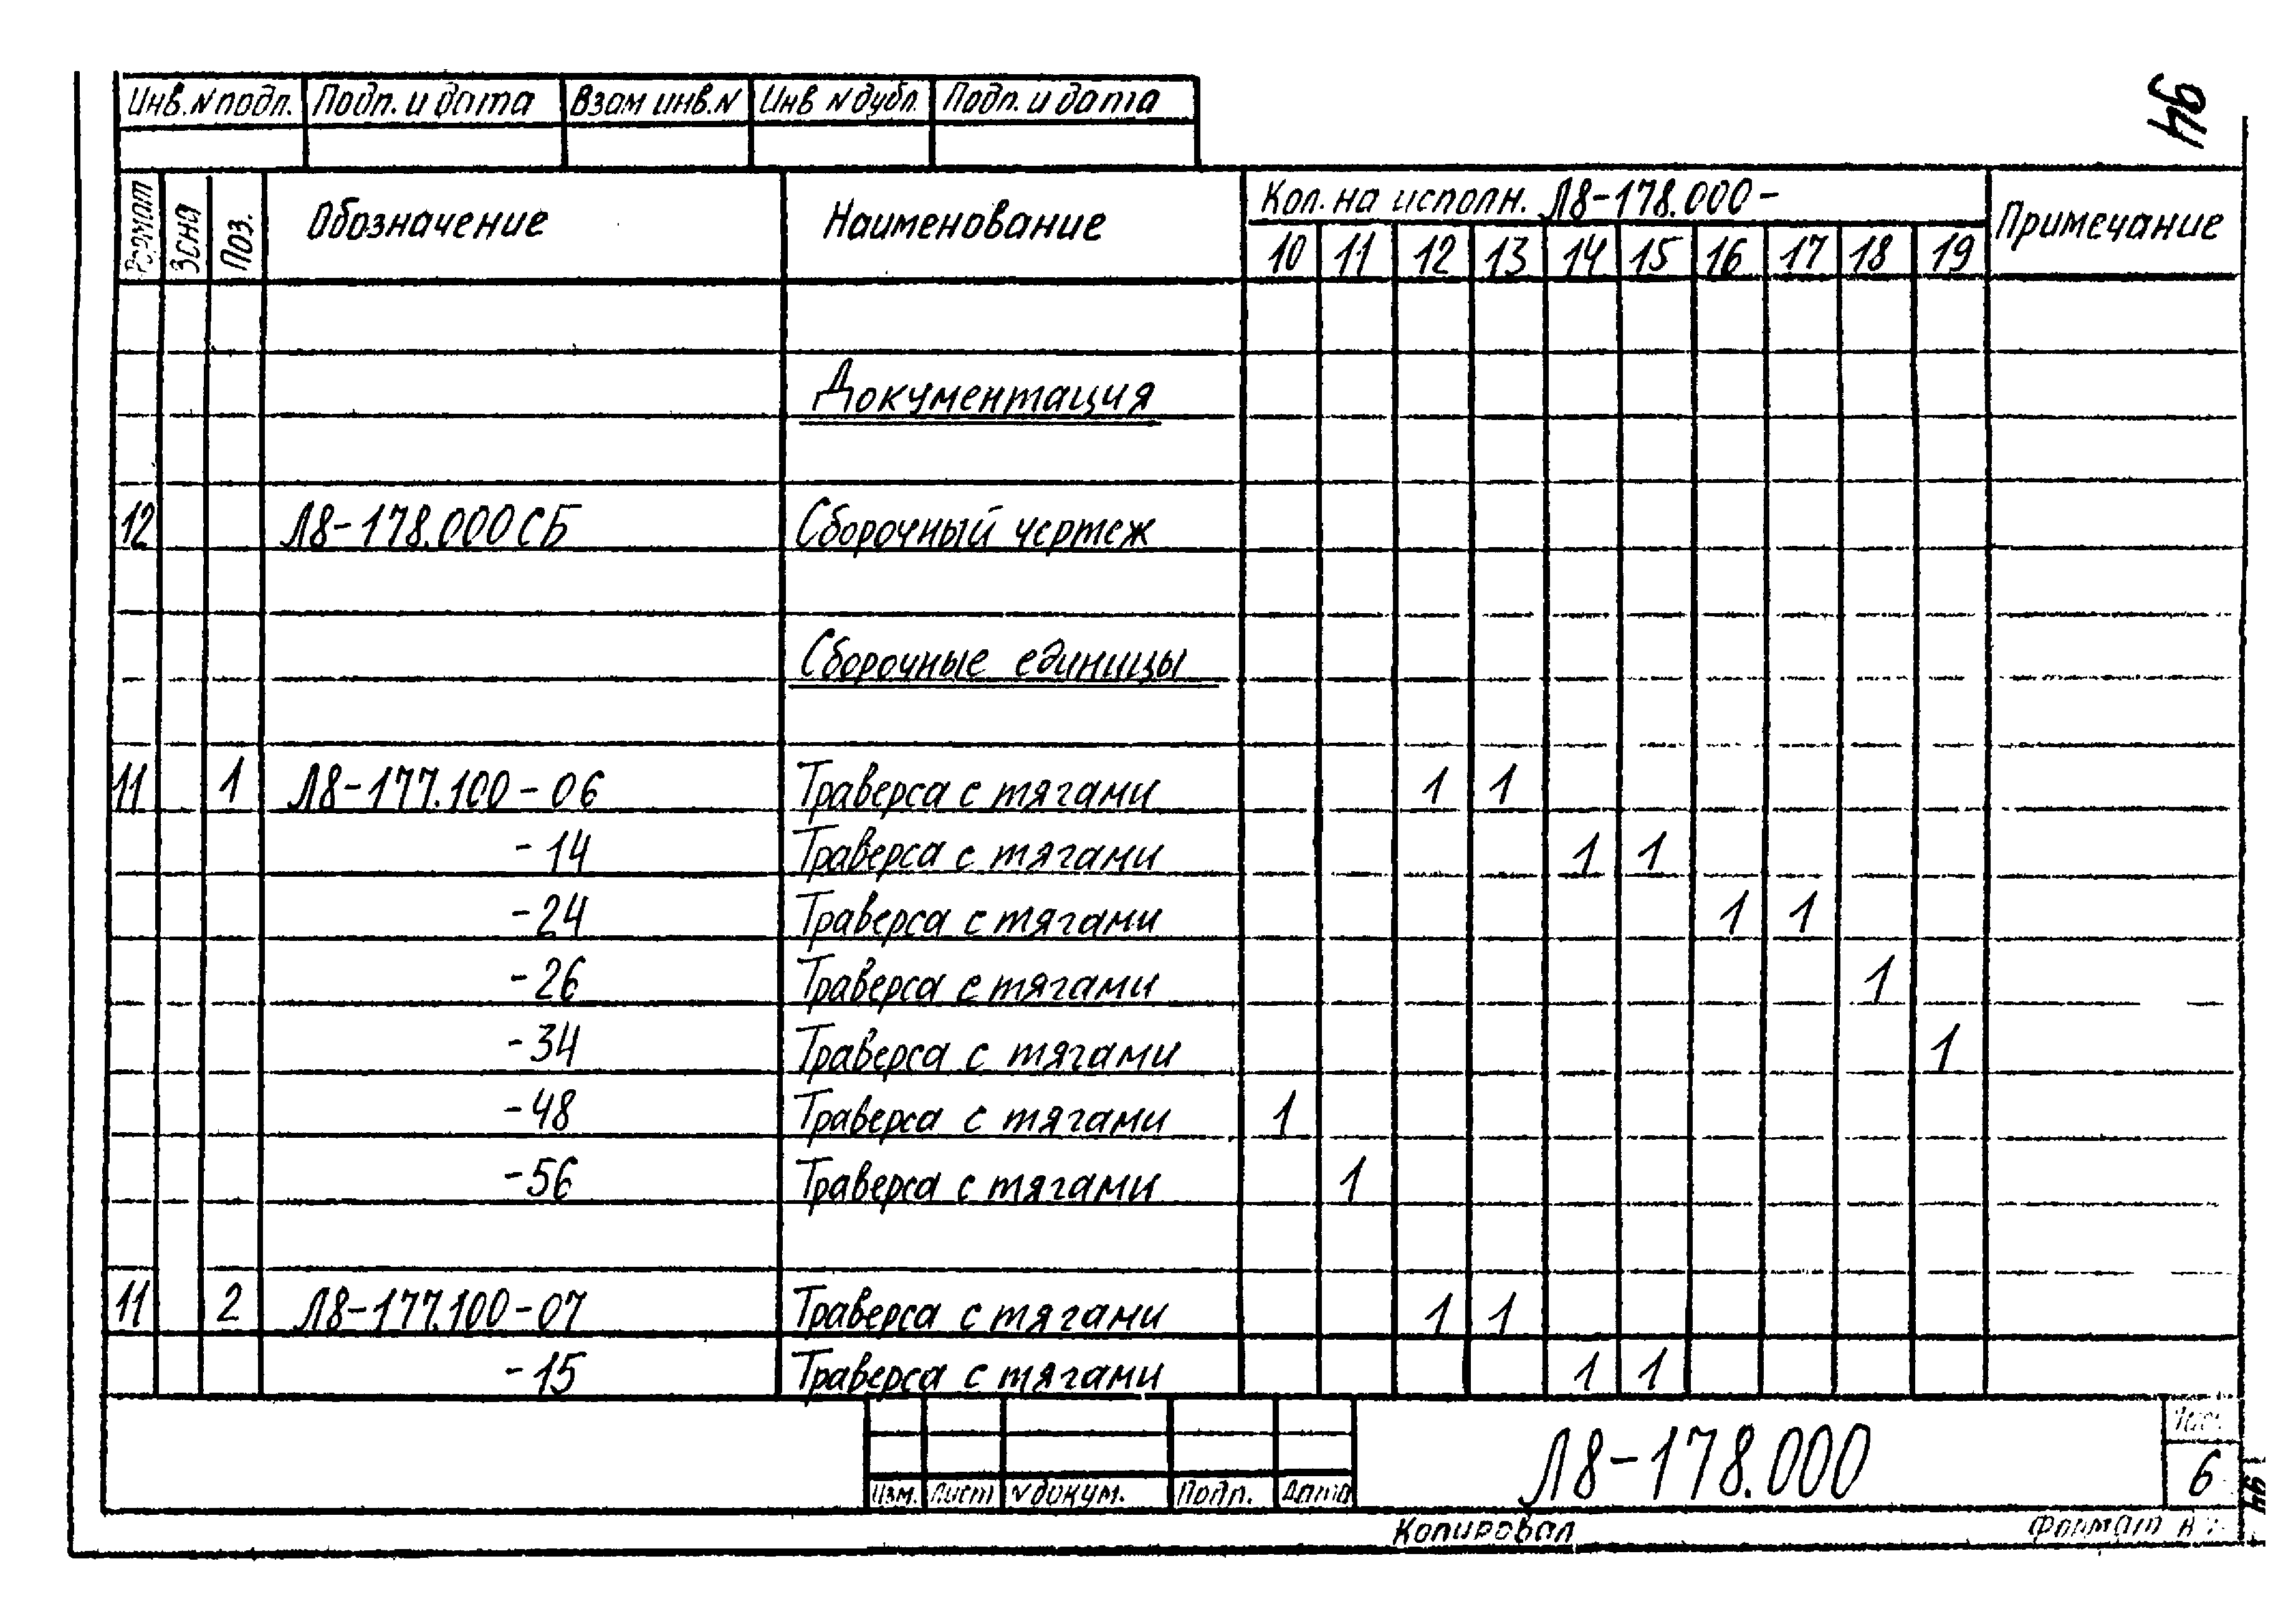 94
Инв.N подл. Подп. и дата Взам инв.N Инв N дубл. Подп. и дата
Формат Зона Поз. Обозначение Наименование Кол. на исполн. Л8-178.000- Примечание
10 11 12 13 14 15 16 17 18 19
Документация
12 Л8-178.000СБ Сборочный чертеж
Сборочные единицы
11 1 Л8-177.100-06 Траверса с тягами 1 1
-14 Траверса с тягами 1 1
-24 Траверса с тягами 1 1
-26 Траверса с тягами 1
-34 Траверса с тягами 1
-48 Траверса с тягами 1
-56 Траверса с тягами 1
11 2 Л8-177.100-07 Траверса с тягами 1 1
-15 Траверса с тягами 1 1
Изм. Лист N докум. Подп. Дата Л8-178.000 Лист 6
94
Копировал Формат